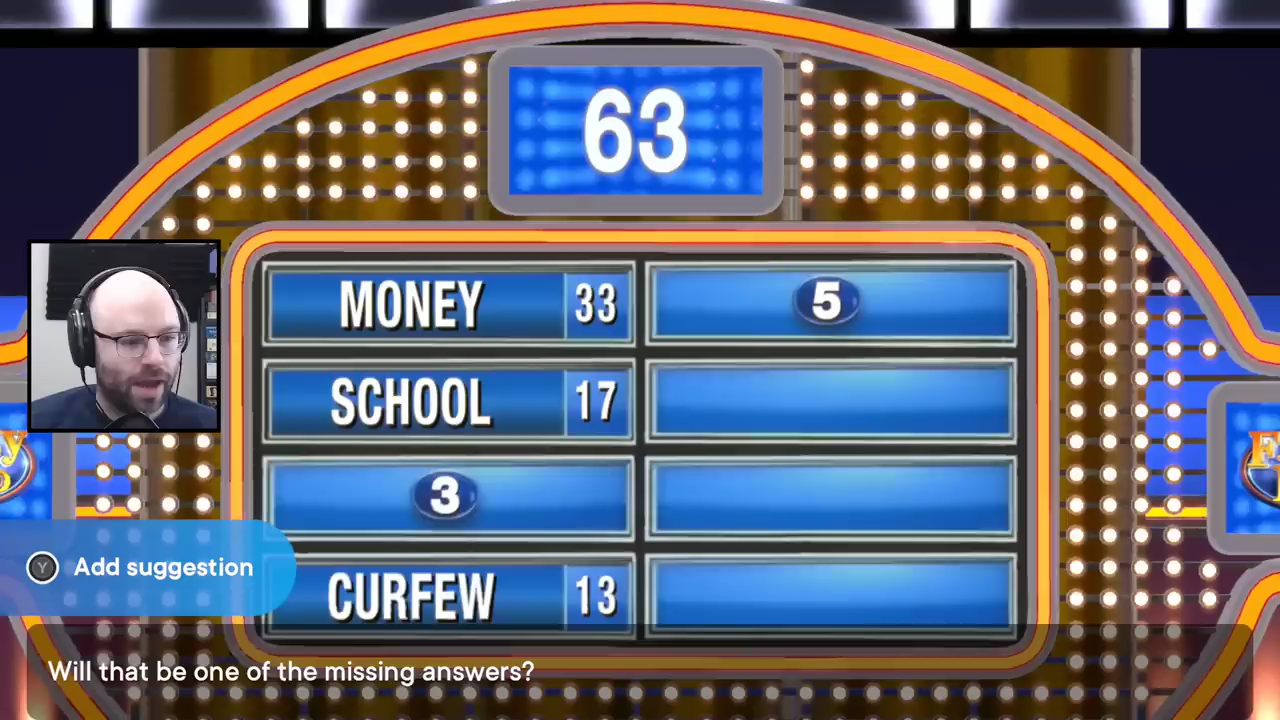 63
MONEY 33
5
SCHOOL 17
3
CURFEW 13
Y Add suggestion
Will that be one of the missing answers?